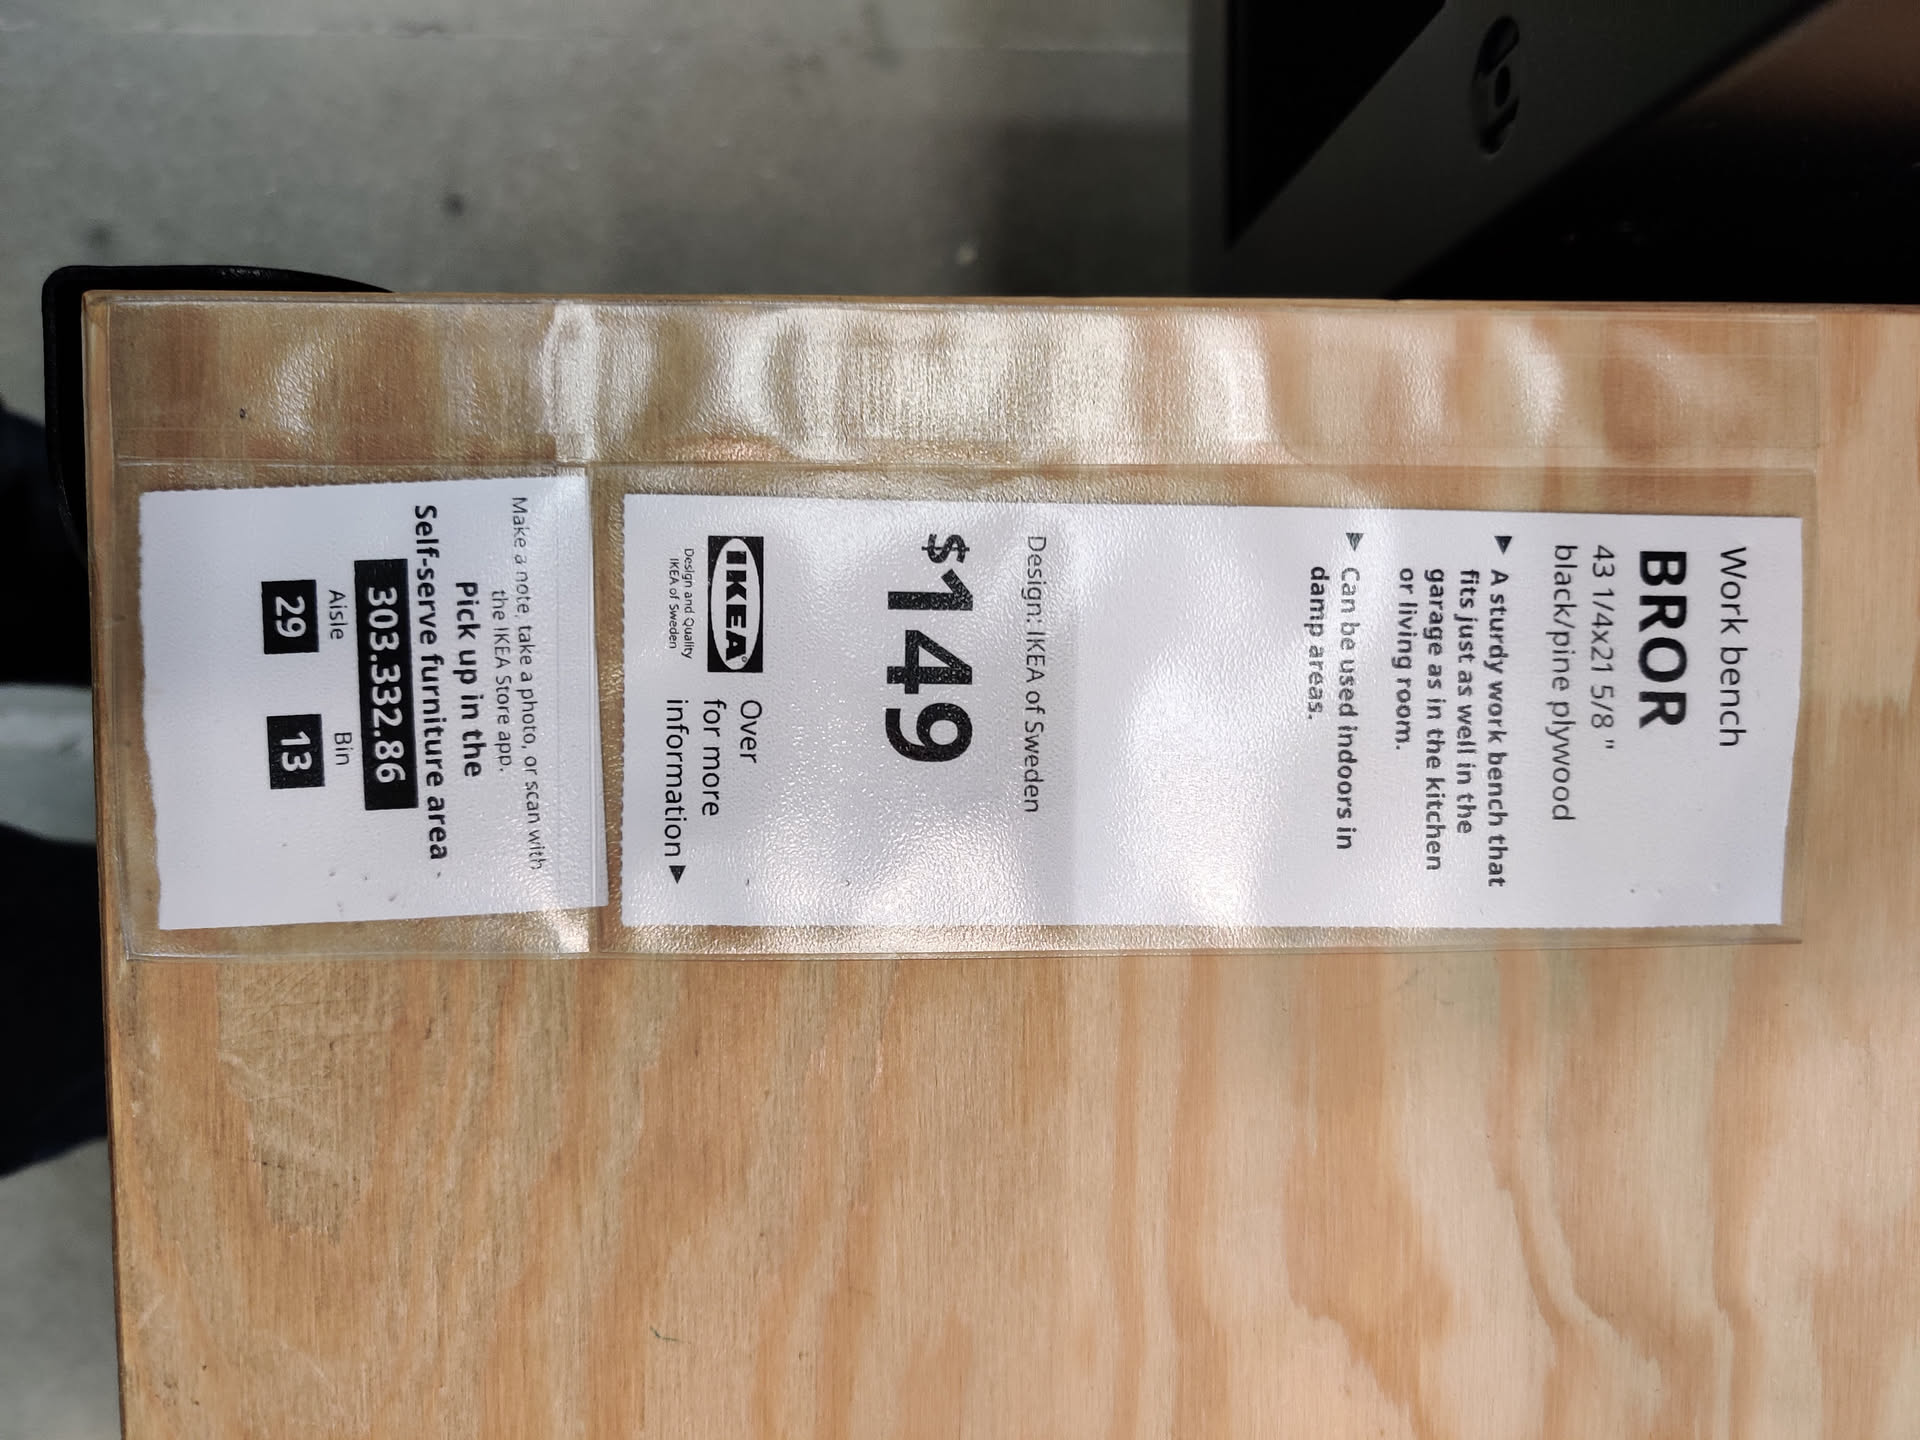 Work bench
BROR
43 1/4x21 5/8 "
black/pine plywood
▶ A sturdy work bench that
fits just as well in the
garage as in the kitchen
or living room.
▶ Can be used indoors in
damp areas.
Design: IKEA of Sweden
$149
IKEA®
Design and Quality
IKEA of Sweden
Over
for more
information ▶
Make a note, take a photo, or scan with
the IKEA Store app.
Pick up in the
Self-serve furniture area
303.332.86
Aisle Bin
29 13